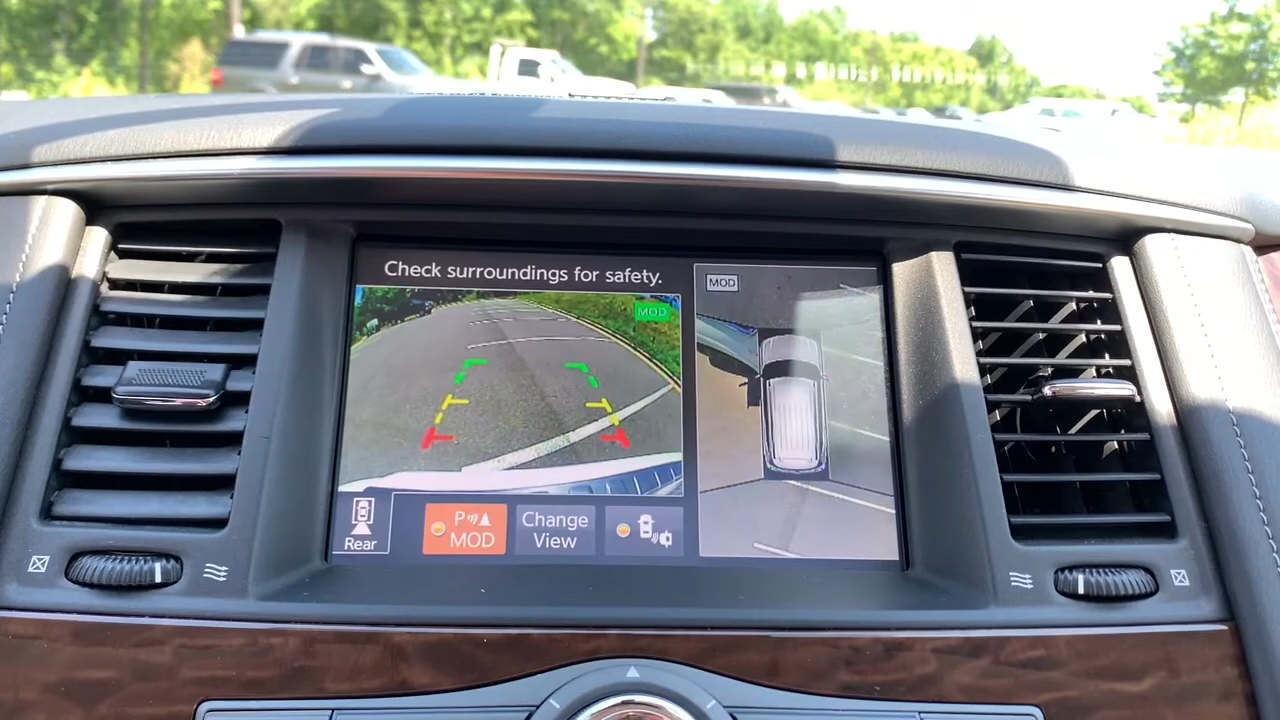 Check surroundings for safety.
MOD
MOD
Rear
P
MOD
Change
View